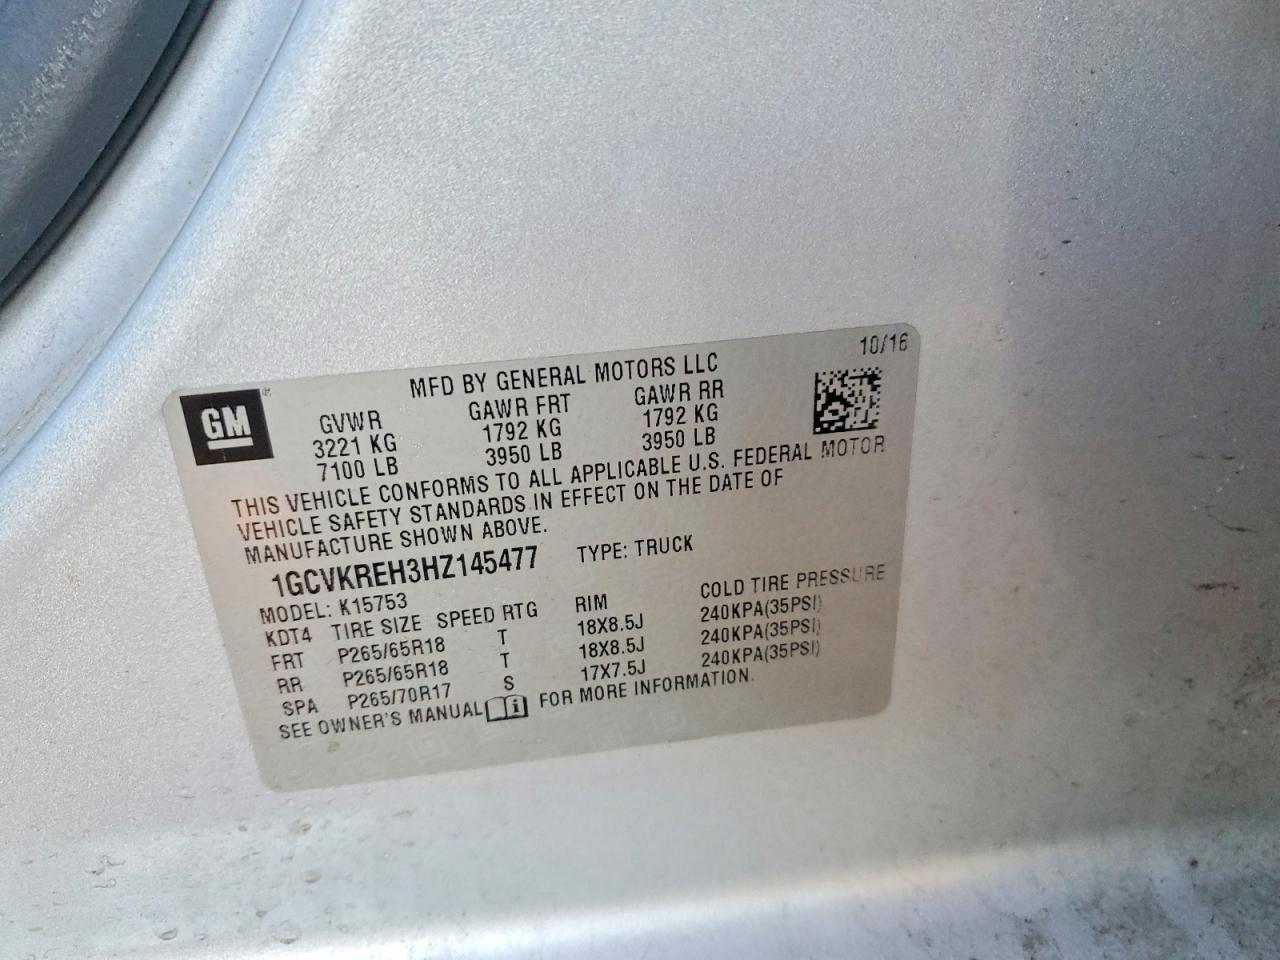 10/16
MFD BY GENERAL MOTORS LLC
GM®
GVWR GAWR FRT GAWR RR
3221 KG 1792 KG 1792 KG
7100 LB 3950 LB 3950 LB
THIS VEHICLE CONFORMS TO ALL APPLICABLE U.S. FEDERAL MOTOR
VEHICLE SAFETY STANDARDS IN EFFECT ON THE DATE OF
MANUFACTURE SHOWN ABOVE.
1GCVKREH3HZ145477 TYPE: TRUCK
MODEL: K15753
KDT4 TIRE SIZE SPEED RTG RIM COLD TIRE PRESSURE
FRT P265/65R18 T 18X8.5J 240KPA(35PSI)
RR P265/65R18 T 18X8.5J 240KPA(35PSI)
SPA P265/70R17 S 17X7.5J 240KPA(35PSI)
SEE OWNER'S MANUAL i FOR MORE INFORMATION.